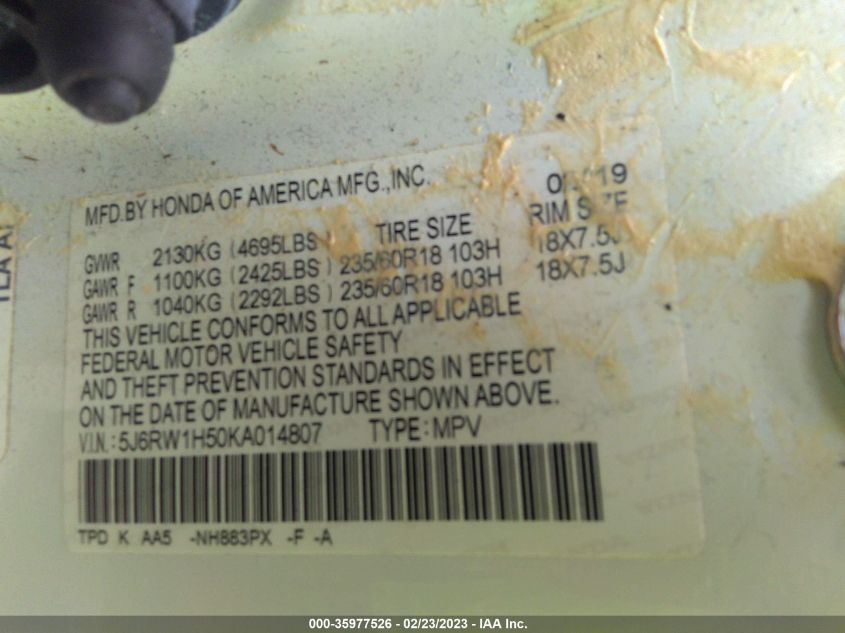 MFD.BY HONDA OF AMERICA MFG.,INC.
TIRE SIZE RIM SIZE
GVWR 2130KG (4695LBS)
GAWR F 1100KG (2425LBS) 235/60R18 103H 18X7.5J
GAWR R 1040KG (2292LBS) 235/60R18 103H 18X7.5J
THIS VEHICLE CONFORMS TO ALL APPLICABLE
FEDERAL MOTOR VEHICLE SAFETY
AND THEFT PREVENTION STANDARDS IN EFFECT
ON THE DATE OF MANUFACTURE SHOWN ABOVE.
V.I.N.: 5J6RW1H50KA014807 TYPE: MPV
TPD K AA5 -NH883PX -F -A
000-35977526 - 02/23/2023 - IAA Inc.